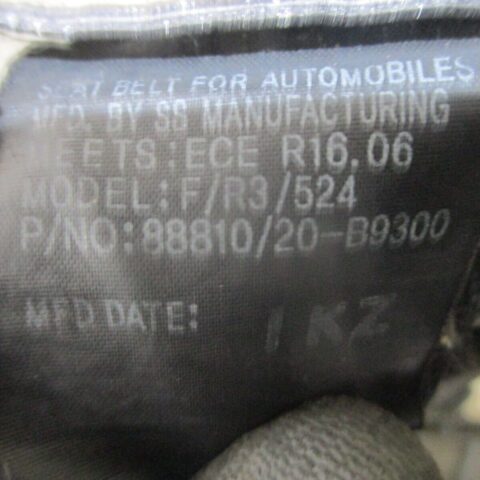 SEAT BELT FOR AUTOMOBILES
MFD. BY SS MANUFACTURING
MEETS: ECE R16.06
MODEL: F/R3/524
P/NO: 88810/20-B9300
MFD DATE: 1KZ